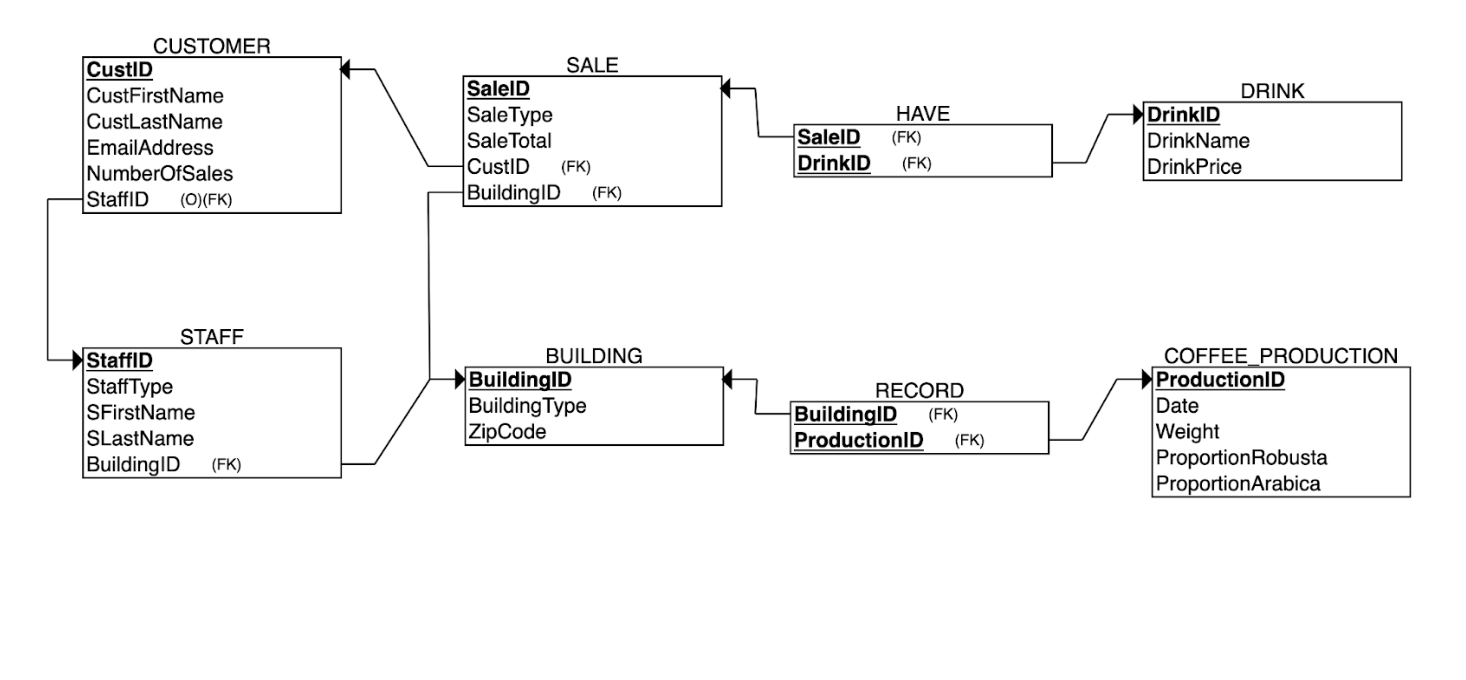 CUSTOMER
CustID
CustFirstName
CustLastName
EmailAddress
NumberOfSales
StaffID (O)(FK)
SALE
SaleID
SaleType
SaleTotal
CustID (FK)
BuildingID (FK)
HAVE
SaleID (FK)
DrinkID (FK)
DRINK
DrinkID
DrinkName
DrinkPrice
STAFF
StaffID
StaffType
SFirstName
SLastName
BuildingID (FK)
BUILDING
BuildingID
BuildingType
ZipCode
RECORD
BuildingID (FK)
ProductionID (FK)
COFFEE_PRODUCTION
ProductionID
Date
Weight
ProportionRobusta
ProportionArabica